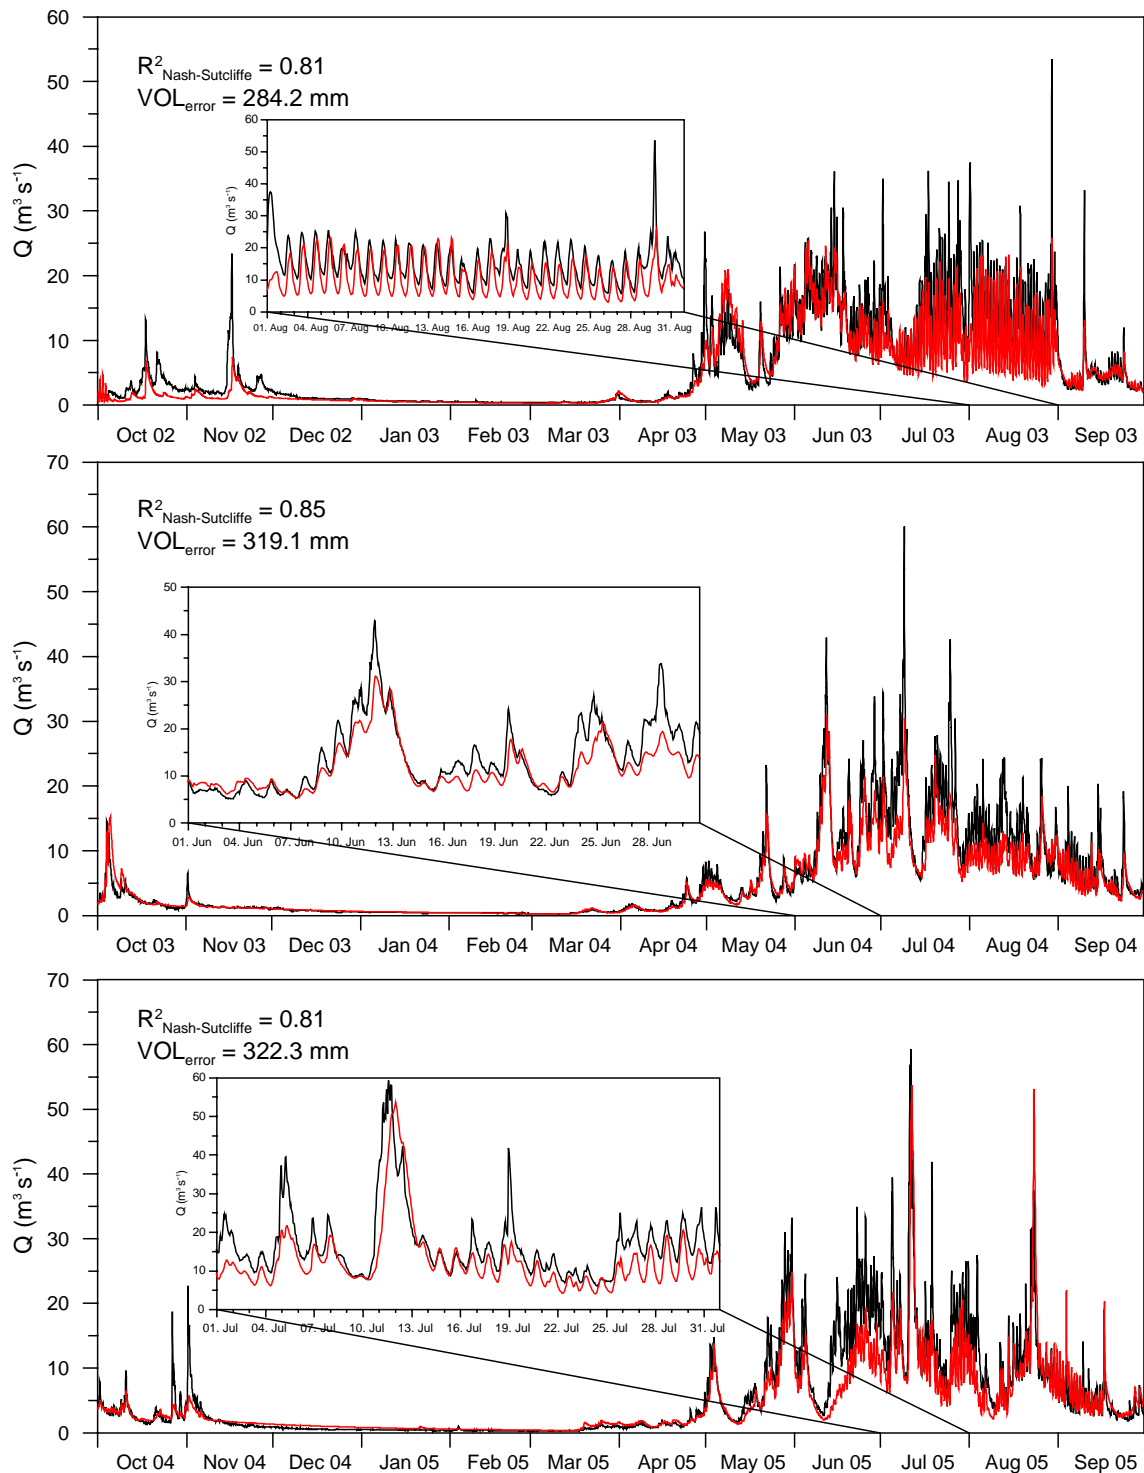 60
50
40
30
20
10
0
Q (m³ s⁻¹)
R²Nash-Sutcliffe = 0.81
VOLerror = 284.2 mm
60
50
40
30
20
10
0
Q (m³ s⁻¹)
01. Aug 04. Aug 07. Aug 10. Aug 13. Aug 16. Aug 19. Aug 22. Aug 25. Aug 28. Aug 31. Aug
Oct 02 Nov 02 Dec 02 Jan 03 Feb 03 Mar 03 Apr 03 May 03 Jun 03 Jul 03 Aug 03 Sep 03
70
60
50
40
30
20
10
0
Q (m³ s⁻¹)
R²Nash-Sutcliffe = 0.85
VOLerror = 319.1 mm
50
40
30
20
10
0
Q (m³ s⁻¹)
01. Jun 04. Jun 07. Jun 10. Jun 13. Jun 16. Jun 19. Jun 22. Jun 25. Jun 28. Jun
Oct 03 Nov 03 Dec 03 Jan 04 Feb 04 Mar 04 Apr 04 May 04 Jun 04 Jul 04 Aug 04 Sep 04
70
60
50
40
30
20
10
0
Q (m³ s⁻¹)
R²Nash-Sutcliffe = 0.81
VOLerror = 322.3 mm
60
50
40
30
20
10
0
Q (m³ s⁻¹)
01. Jul 04. Jul 07. Jul 10. Jul 13. Jul 16. Jul 19. Jul 22. Jul 25. Jul 28. Jul 31. Jul
Oct 04 Nov 04 Dec 04 Jan 05 Feb 05 Mar 05 Apr 05 May 05 Jun 05 Jul 05 Aug 05 Sep 05